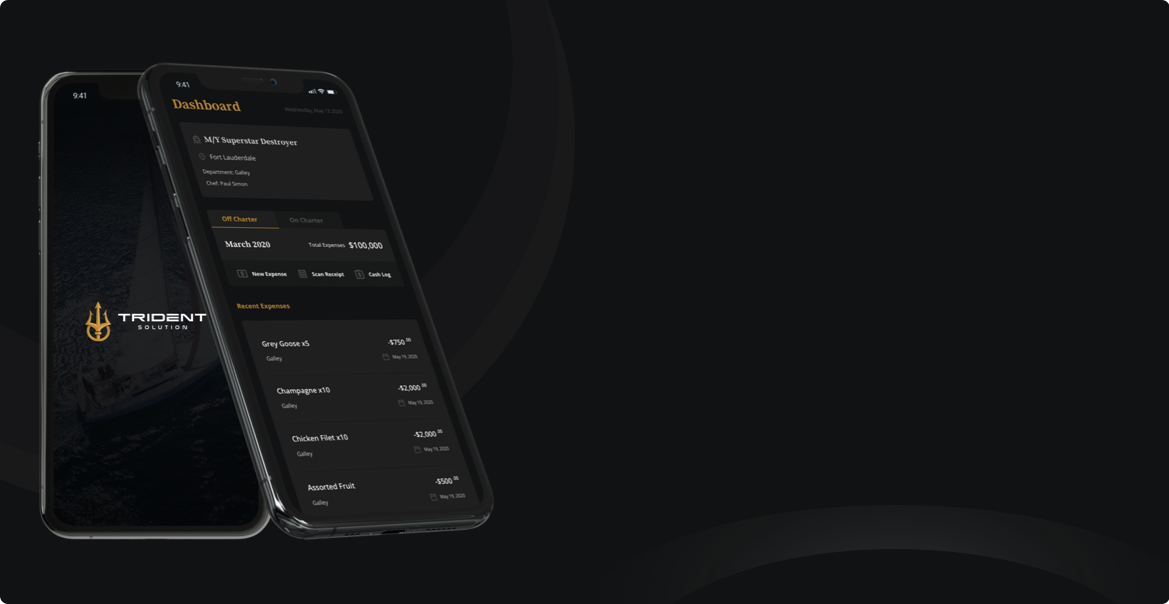 9:41
TRIDENT
SOLUTION
9:41
Dashboard
Wednesday, May 19 2020
M/Y Superstar Destroyer
Fort Lauderdale
Department: Galley
Chef: Paul Simon
Off Charter On Charter
March 2020 Total Expenses $100,000
New Expense Scan Receipt Cash Log
Recent Expenses
Grey Goose x5 -$750.00
Galley May 19, 2020
Champagne x10 -$2,000.00
Galley May 19, 2020
Chicken Filet x10 -$2,000.00
Galley May 19, 2020
Assorted Fruit -$500.00
Galley May 19, 2020